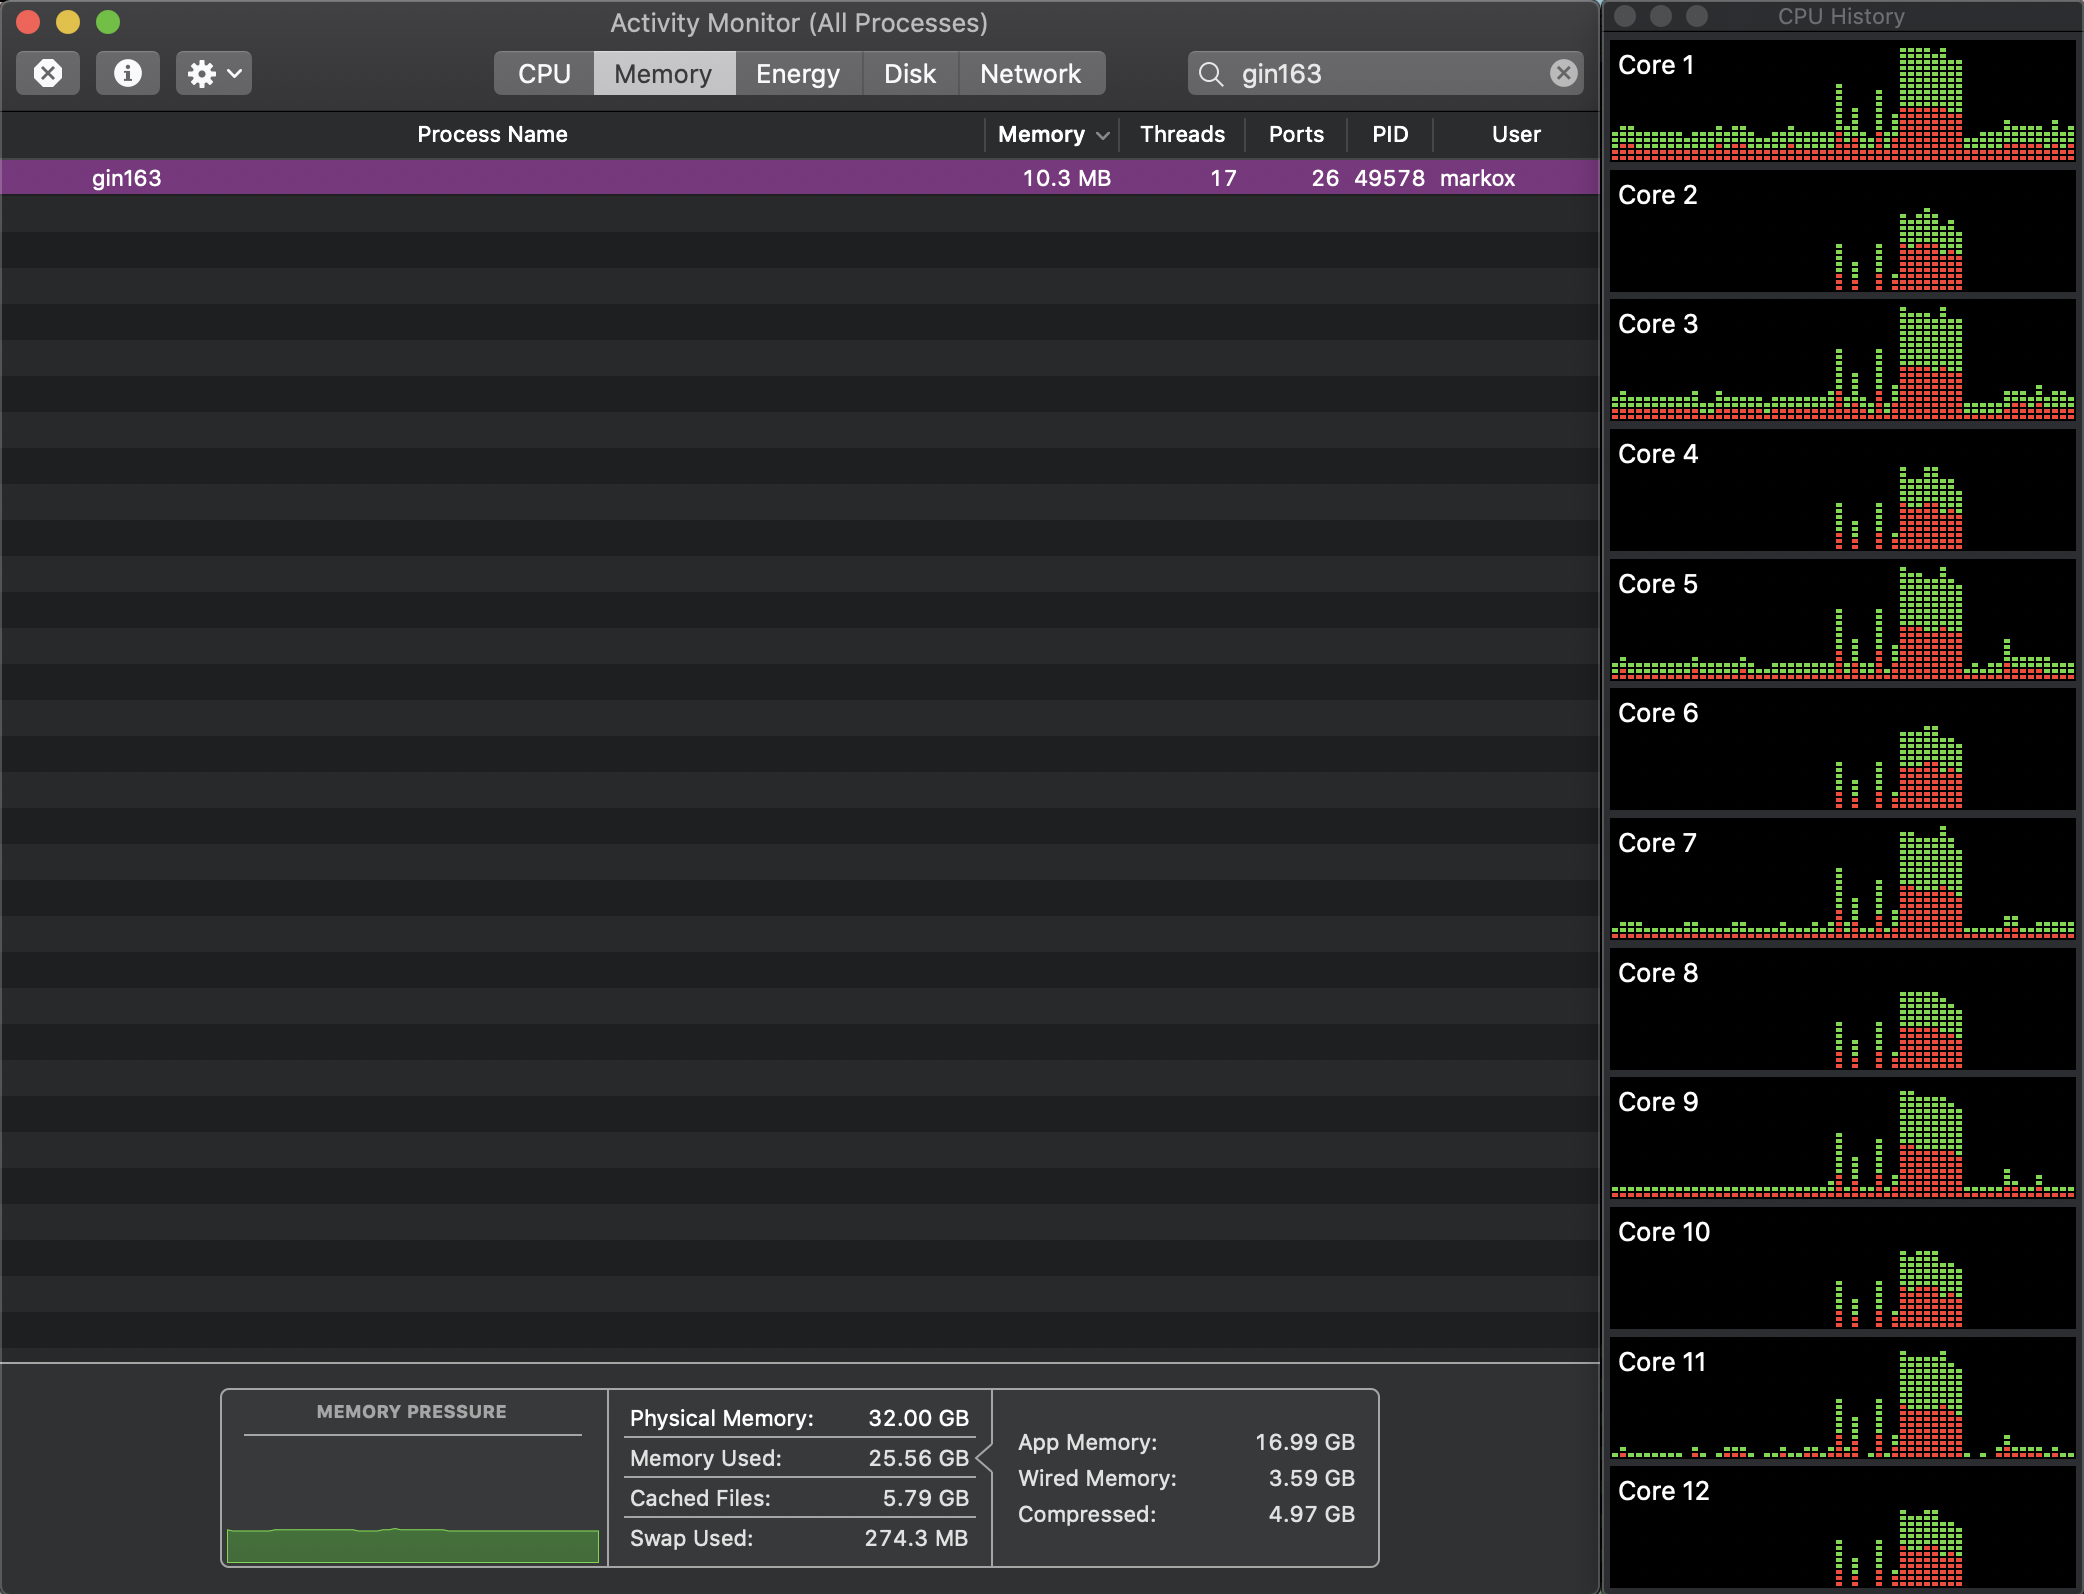 Activity Monitor (All Processes)
CPU Memory Energy Disk Network
gin163
Process Name Memory Threads Ports PID User
gin163 10.3 MB 17 26 49578 markox
MEMORY PRESSURE
Physical Memory: 32.00 GB
Memory Used: 25.56 GB
Cached Files: 5.79 GB
Swap Used: 274.3 MB
App Memory: 16.99 GB
Wired Memory: 3.59 GB
Compressed: 4.97 GB
CPU History
Core 1
Core 2
Core 3
Core 4
Core 5
Core 6
Core 7
Core 8
Core 9
Core 10
Core 11
Core 12